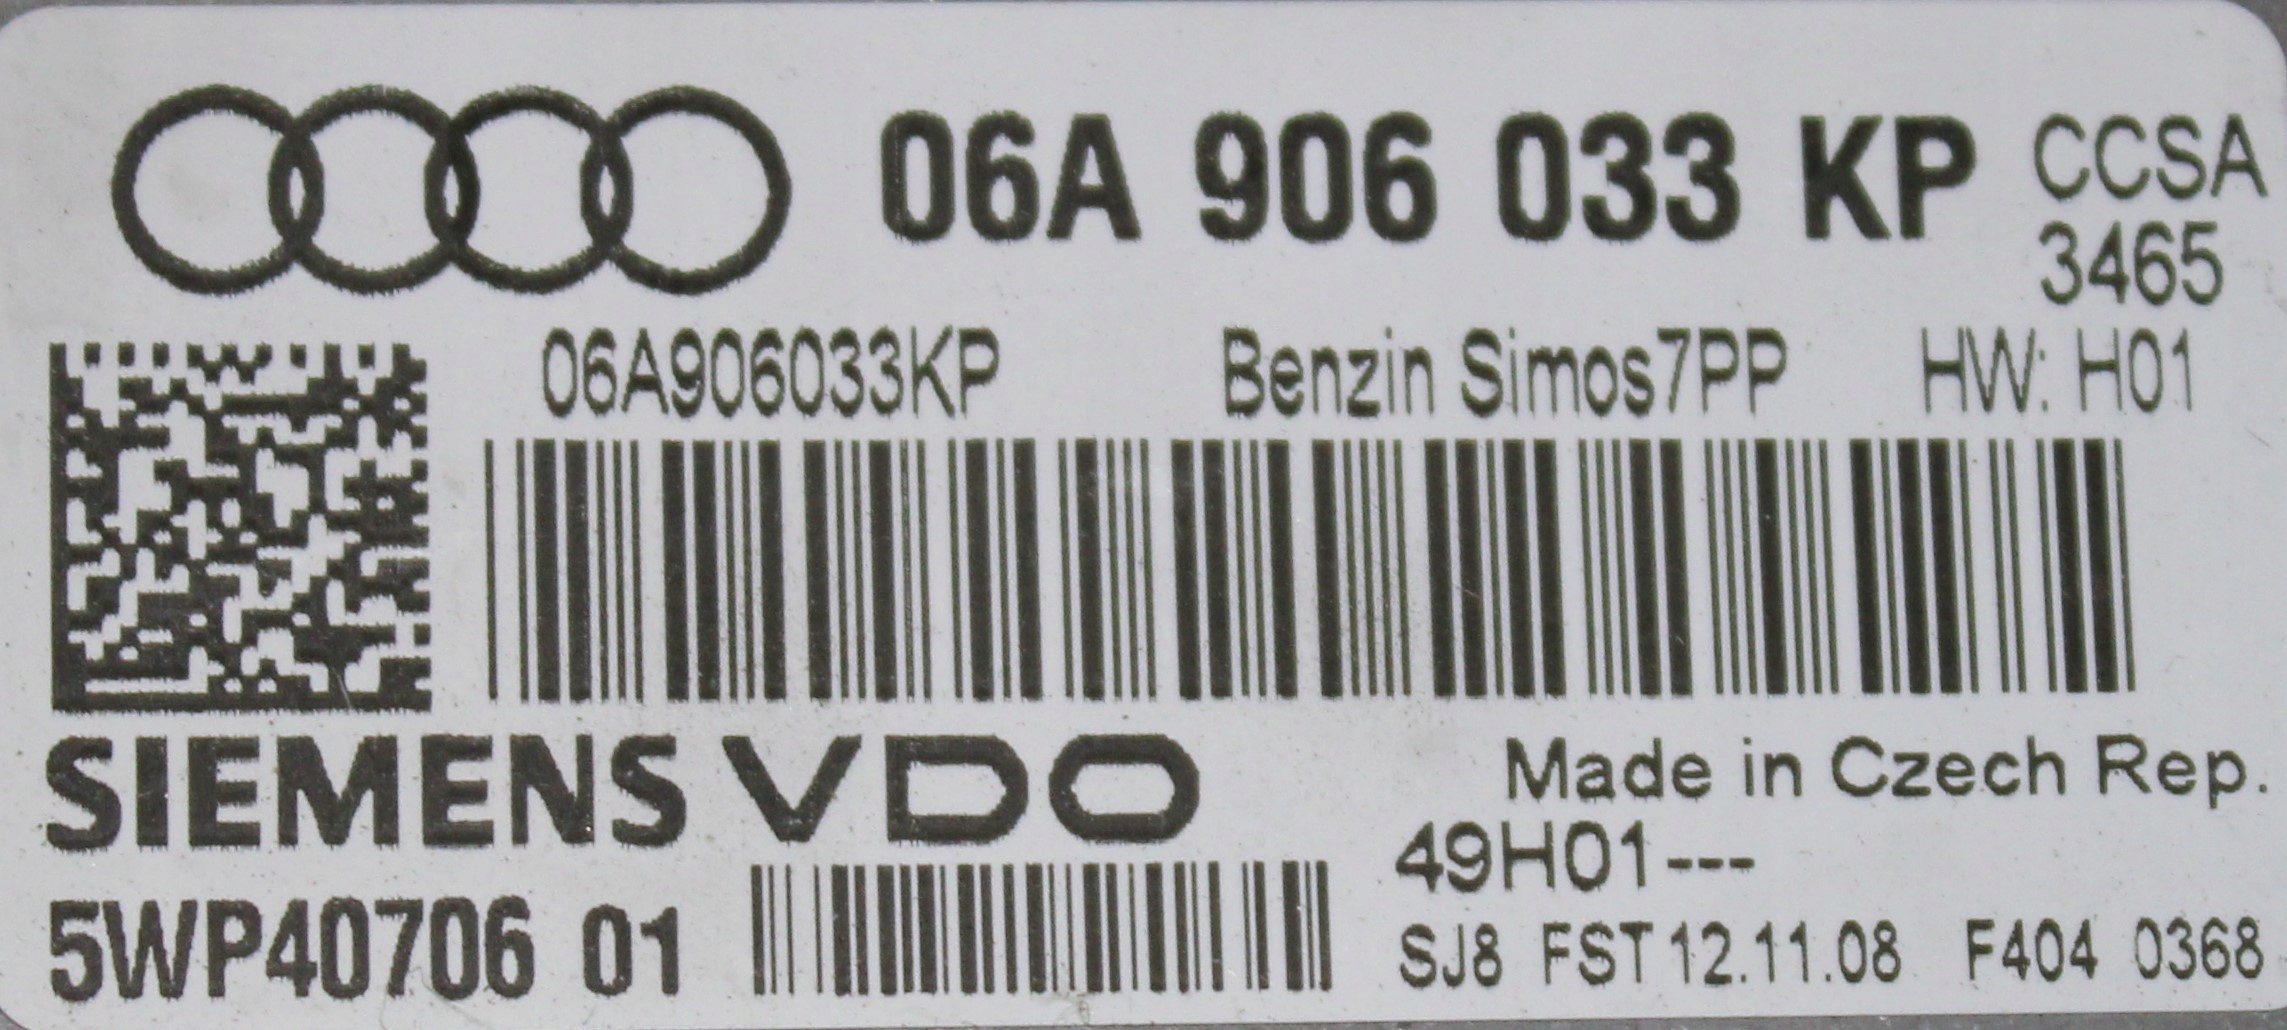 06A 906 033 KP CCSA
3465
06A906033KP Benzin Simos7PP HW: H01
SIEMENS VDO
Made in Czech Rep.
49H01---
5WP40706 01
SJ8 FST 12.11.08 F404 0368